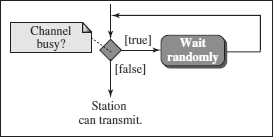 Channel
busy?
[true]
Wait
randomly
[false]
Station
can transmit.